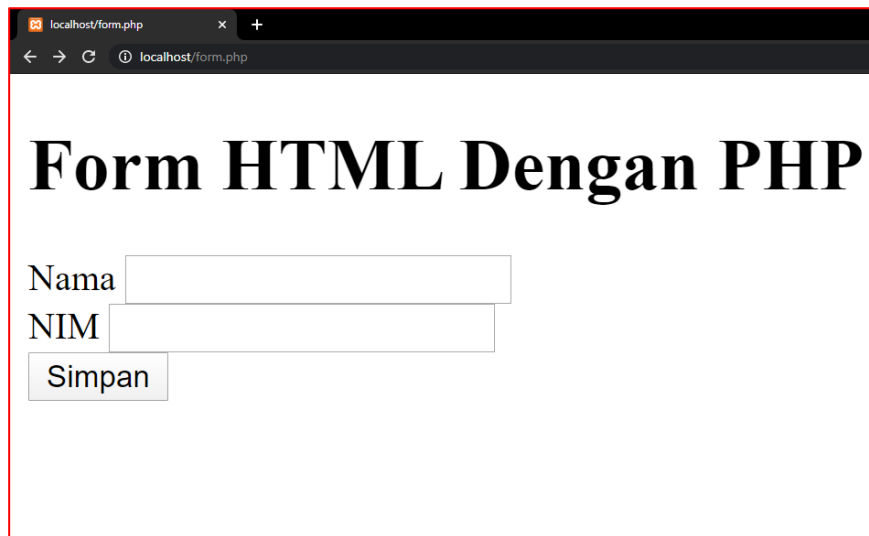 localhost/form.php
localhost/form.php
Form HTML Dengan PHP
Nama
NIM
Simpan